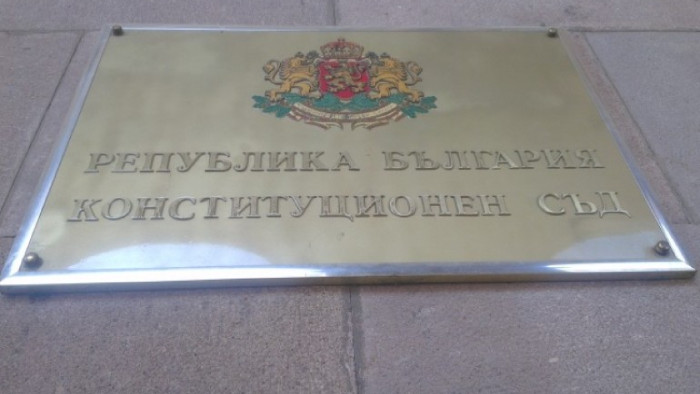 РЕПУБЛИКА БЪЛГАРИЯ
КОНСТИТУЦИОНЕН СЪД